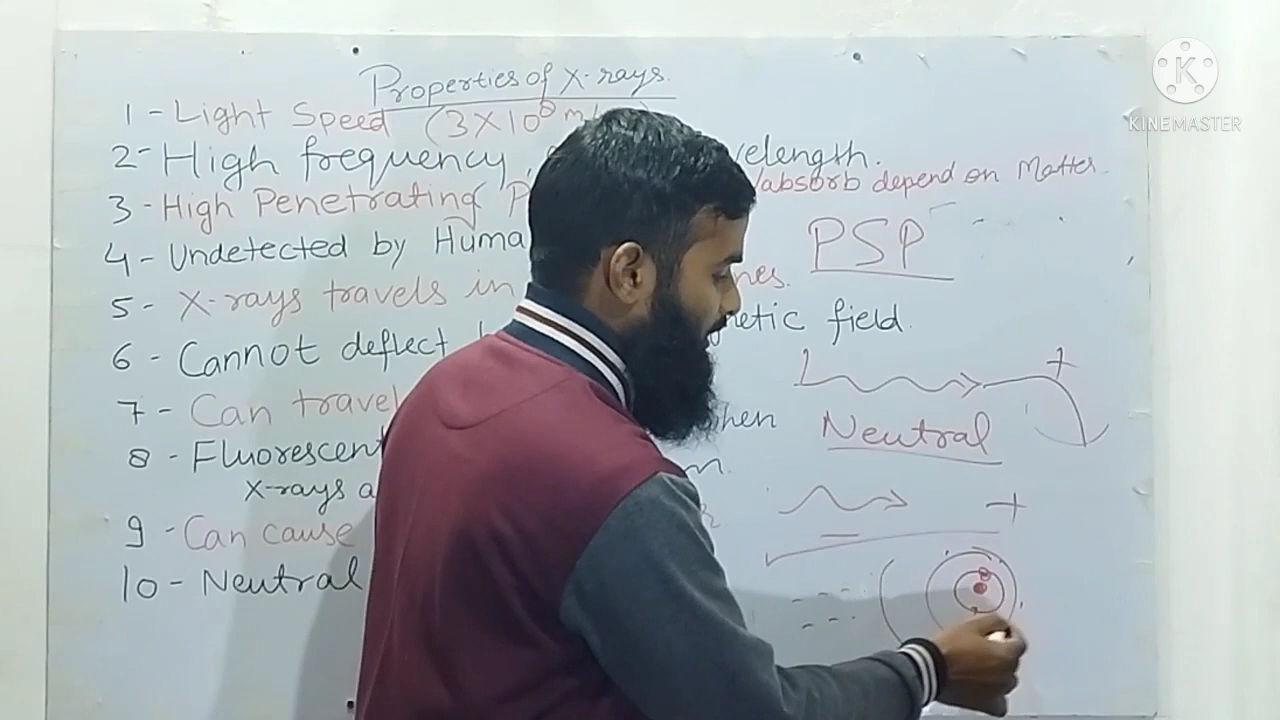 Properties of X-rays.
1 - Light Speed (3X10⁸ m/
2 - High frequency, velength.
3 - High Penetrating P /absorb depend on Matter.
4 - Undetected by Huma
PSP
5 - X-rays travels in nes.
6 - Cannot deflect netic field.
+
7 - Can travel hen
Neutral
8 - Fluorescent m.
X-rays a
+
9 - Can cause
10 - Neutral
K
KINEMASTER